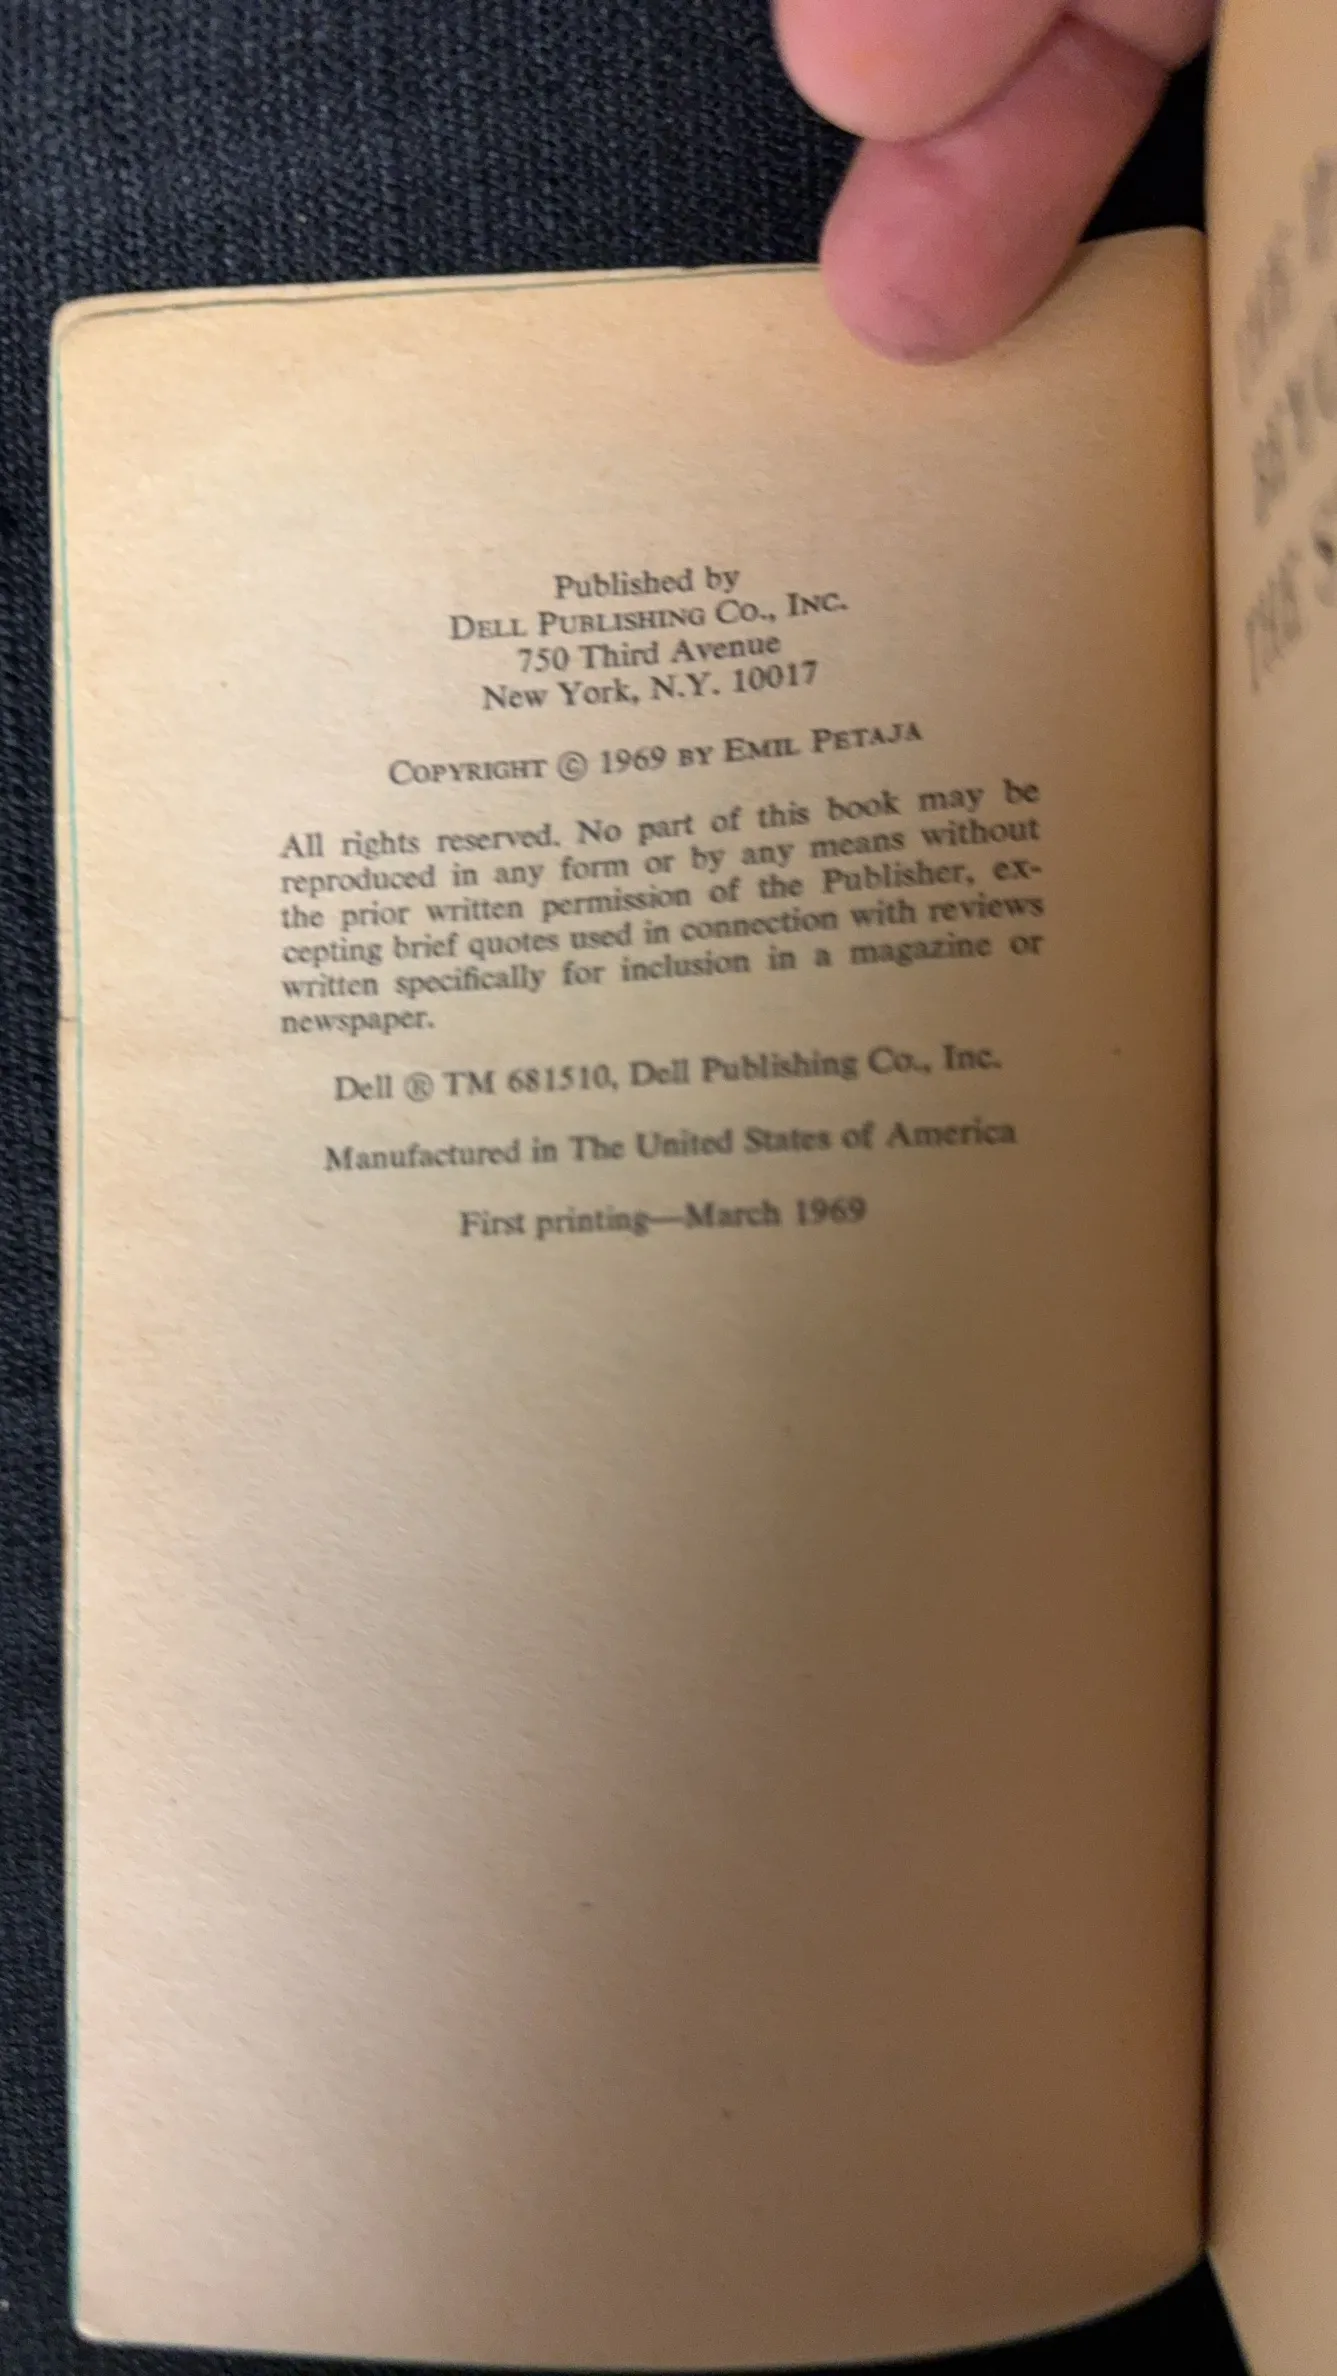 Published by
DELL PUBLISHING CO., INC.
750 Third Avenue
New York, N.Y. 10017
COPYRIGHT © 1969 BY EMIL PETAJA
All rights reserved. No part of this book may be
reproduced in any form or by any means without
the prior written permission of the Publisher, ex-
cepting brief quotes used in connection with reviews
written specifically for inclusion in a magazine or
newspaper.
Dell ® TM 681510, Dell Publishing Co., Inc.
Manufactured in The United States of America
First printing—March 1969
THE